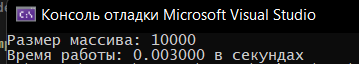 Консоль отладки Microsoft Visual Studio
Размер массива: 10000
Время работы: 0.003000 в секундах